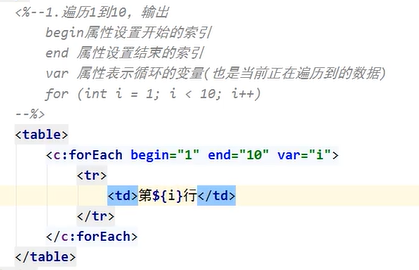 <%--1.遍历1到10，输出
begin属性设置开始的索引
end 属性设置结束的索引
var 属性表示循环的变量(也是当前正在遍历到的数据)
for (int i = 1; i < 10; i++)
--%>
<table>
<c:forEach begin="1" end="10" var="i">
<tr>
<td>第${i}行</td>
</tr>
</c:forEach>
</table>